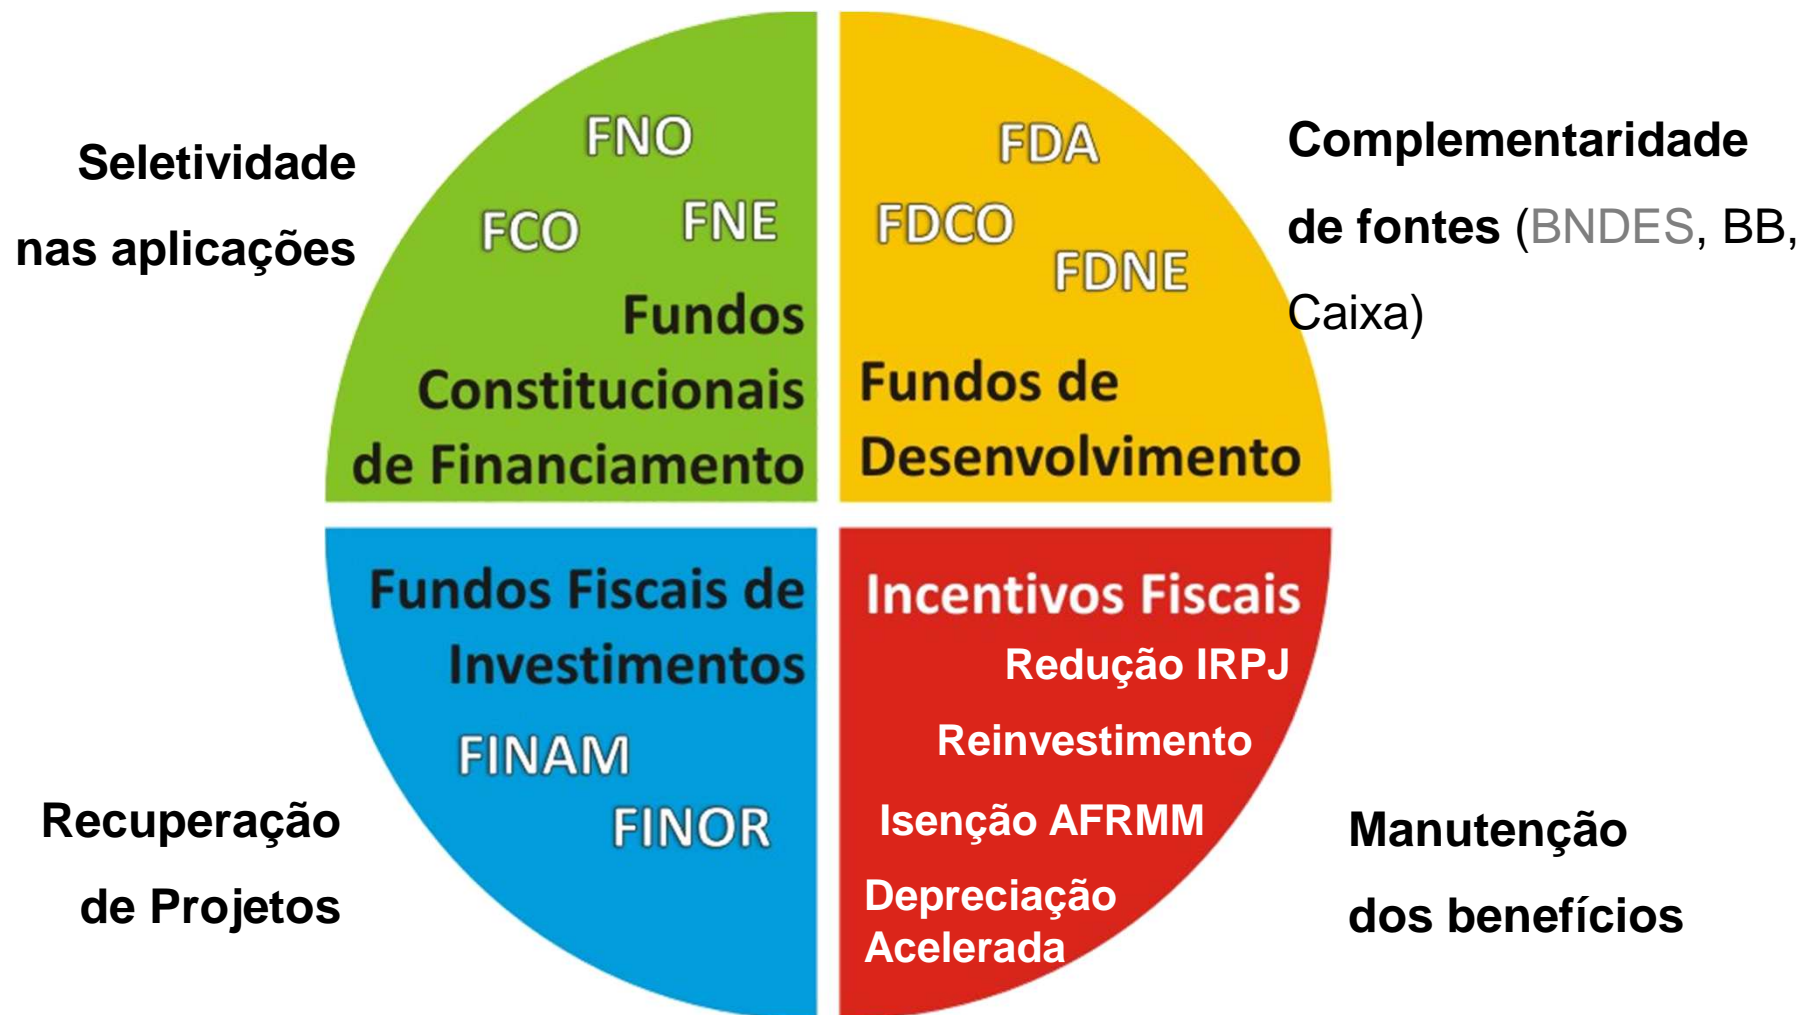 Seletividade
nas aplicações
FNO
FCO FNE
Fundos
Constitucionais
de Financiamento
FDA
FDCO
FDNE
Fundos de
Desenvolvimento
Complementaridade
de fontes (BNDES, BB,
Caixa)
Fundos Fiscais de
Investimentos
FINAM
FINOR
Recuperação
de Projetos
Incentivos Fiscais
Redução IRPJ
Reinvestimento
Isenção AFRMM
Depreciação
Acelerada
Manutenção
dos benefícios